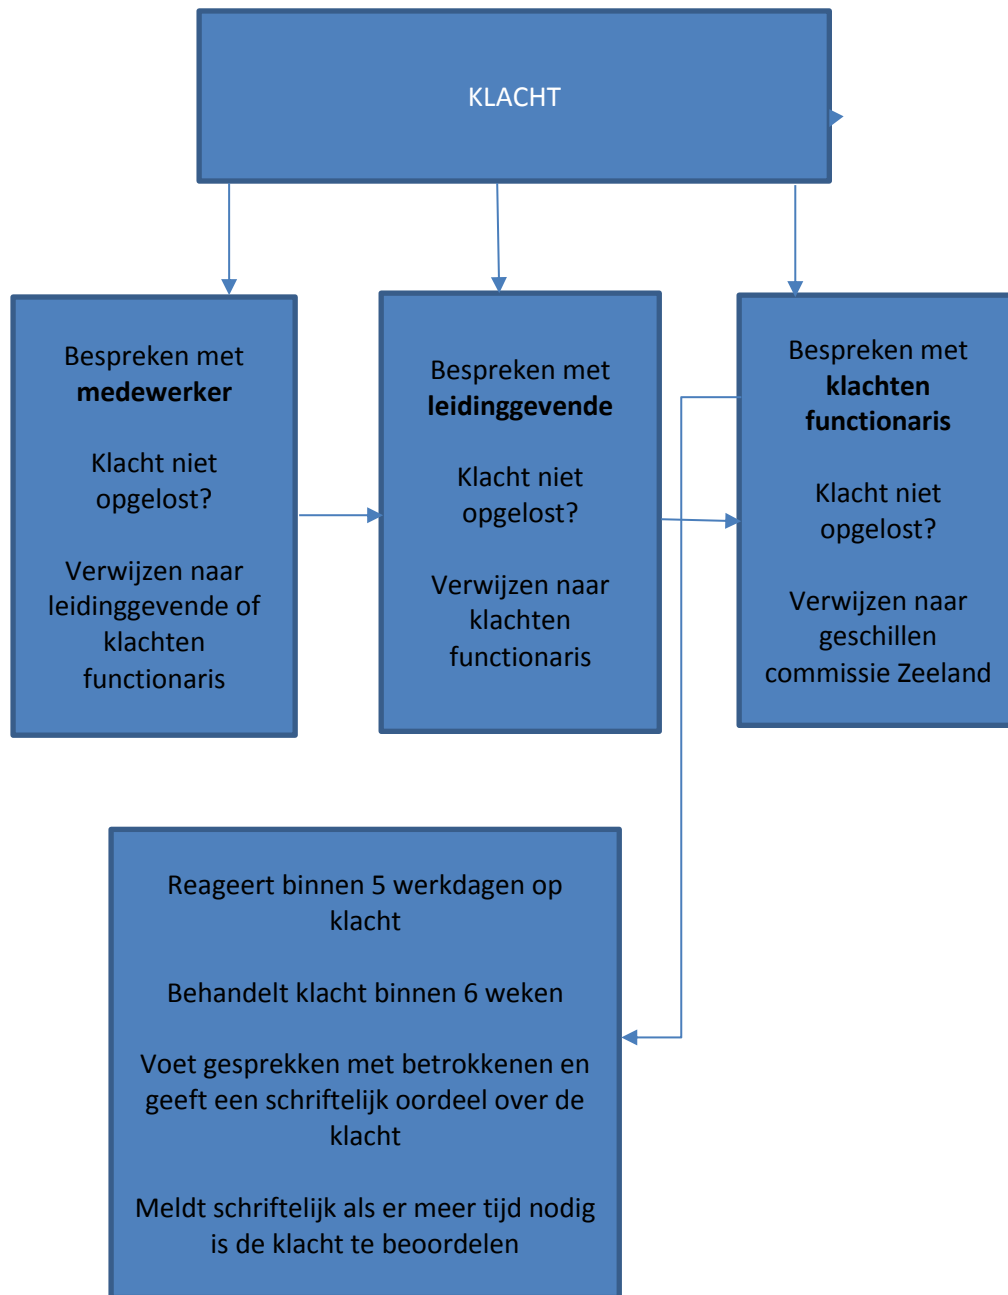 KLACHT
Bespreken met
medewerker
Klacht niet
opgelost?
Verwijzen naar
leidinggevende of
klachten
functionaris
Bespreken met
leidinggevende
Klacht niet
opgelost?
Verwijzen naar
klachten
functionaris
Bespreken met
klachten
functionaris
Klacht niet
opgelost?
Verwijzen naar
geschillen
commissie Zeeland
Reageert binnen 5 werkdagen op
klacht
Behandelt klacht binnen 6 weken
Voet gesprekken met betrokkenen en
geeft een schriftelijk oordeel over de
klacht
Meldt schriftelijk als er meer tijd nodig
is de klacht te beoordelen